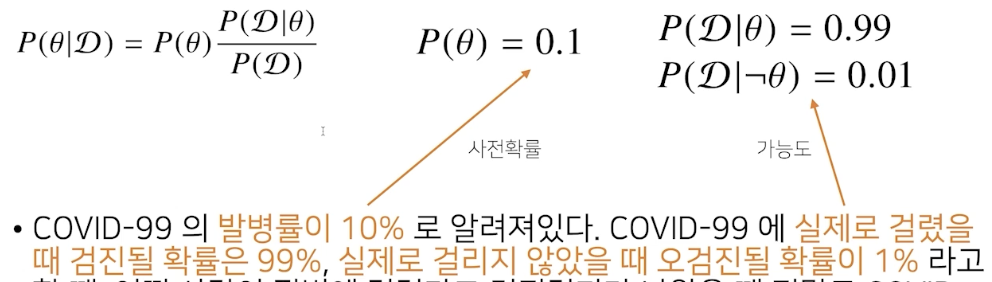 P(θ|𝒟) = P(θ) P(𝒟|θ) / P(𝒟)
P(θ) = 0.1
P(𝒟|θ) = 0.99
P(𝒟|¬θ) = 0.01
사전확률
가능도
• COVID-99 의 발병률이 10% 로 알려져있다. COVID-99 에 실제로 걸렸을
때 검진될 확률은 99%, 실제로 걸리지 않았을 때 오검진될 확률이 1% 라고